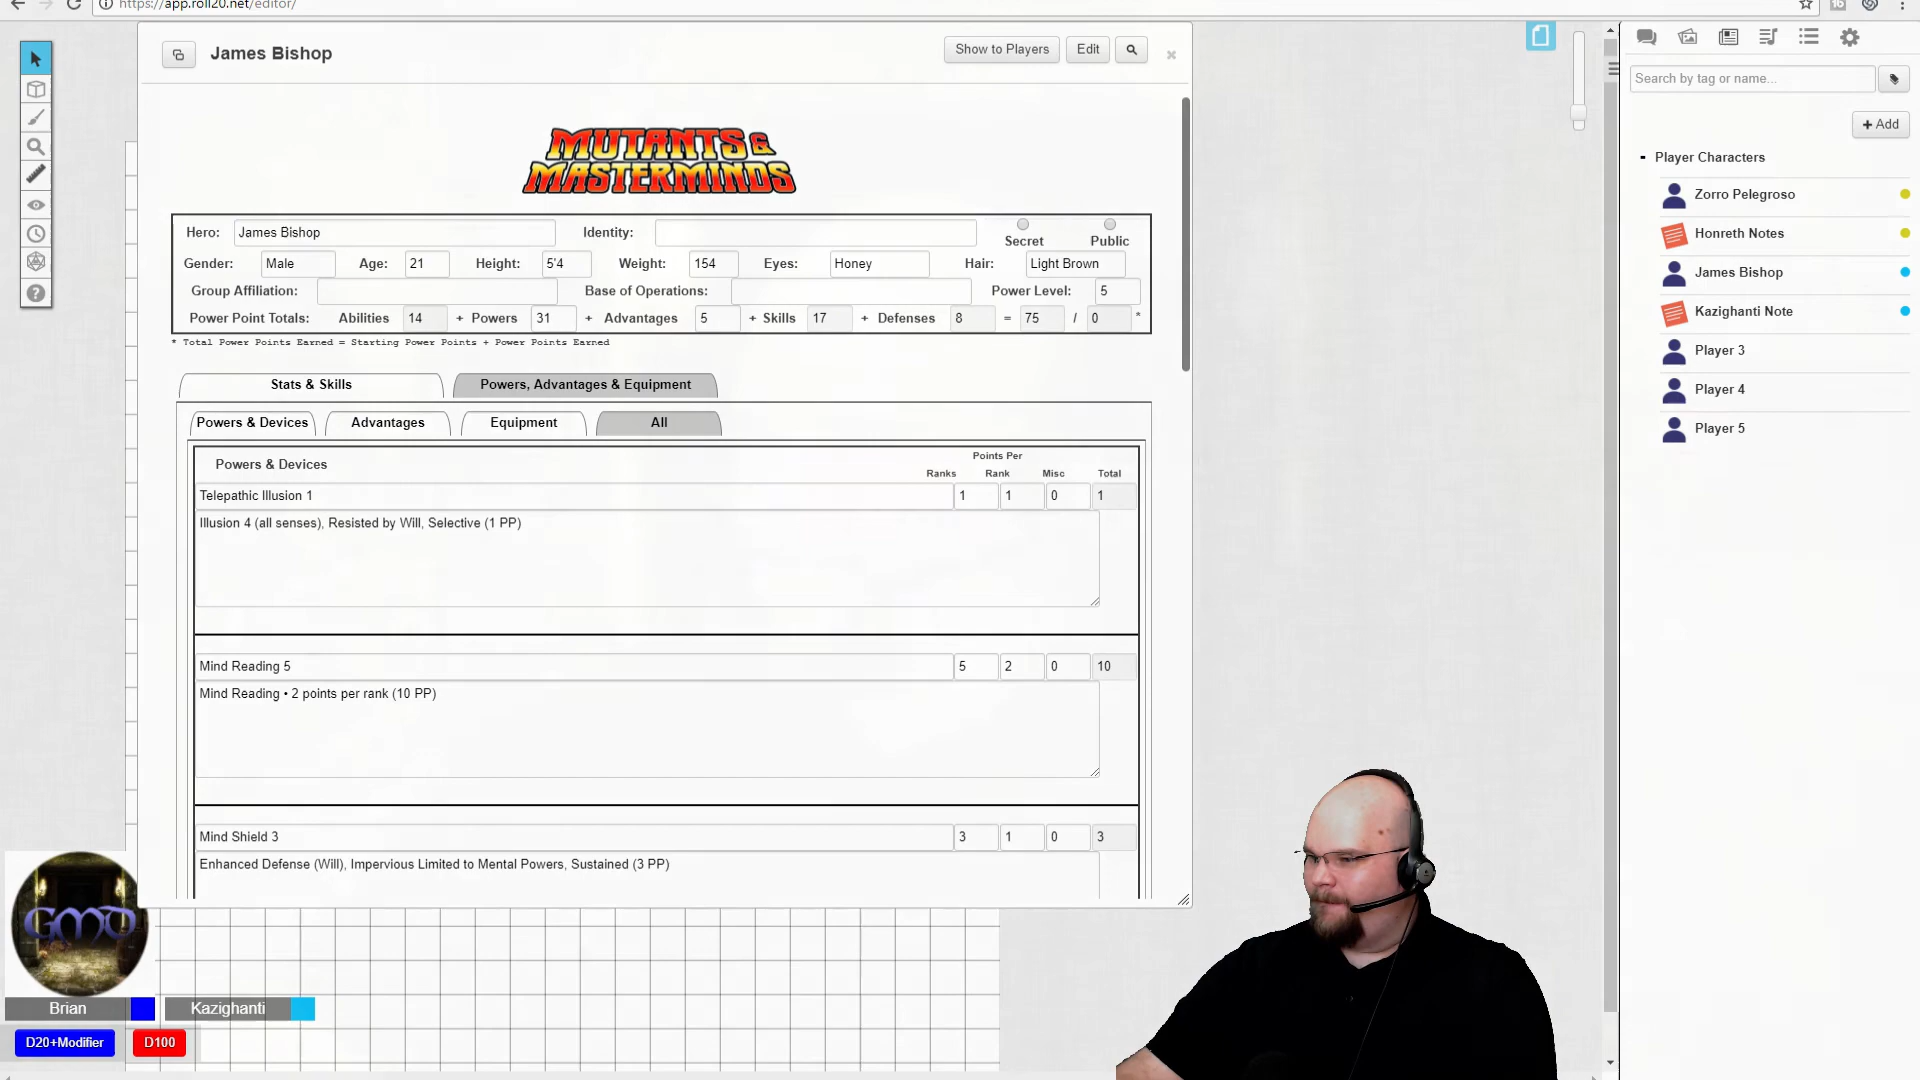 https://app.roll20.net/editor/
James Bishop
Show to Players
Edit
MUTANTS &
MASTERMINDS
Hero: James Bishop Identity: Secret Public
Gender: Male Age: 21 Height: 5'4 Weight: 154 Eyes: Honey Hair: Light Brown
Group Affiliation: Base of Operations: Power Level: 5
Power Point Totals: Abilities 14 + Powers 31 + Advantages 5 + Skills 17 + Defenses 8 = 75 / 0 *
* Total Power Points Earned = Starting Power Points + Power Points Earned
Stats & Skills
Powers, Advantages & Equipment
Powers & Devices
Advantages
Equipment
All
Powers & Devices Ranks Points Per Rank Misc Total
Telepathic Illusion 1 1 1 0 1
Illusion 4 (all senses), Resisted by Will, Selective (1 PP)
Mind Reading 5 5 2 0 10
Mind Reading • 2 points per rank (10 PP)
Mind Shield 3 3 1 0 3
Enhanced Defense (Will), Impervious Limited to Mental Powers, Sustained (3 PP)
GMD
Brian
Kazighanti
D20+Modifier
D100
Search by tag or name...
+ Add
Player Characters
Zorro Pelegroso
Honreth Notes
James Bishop
Kazighanti Note
Player 3
Player 4
Player 5